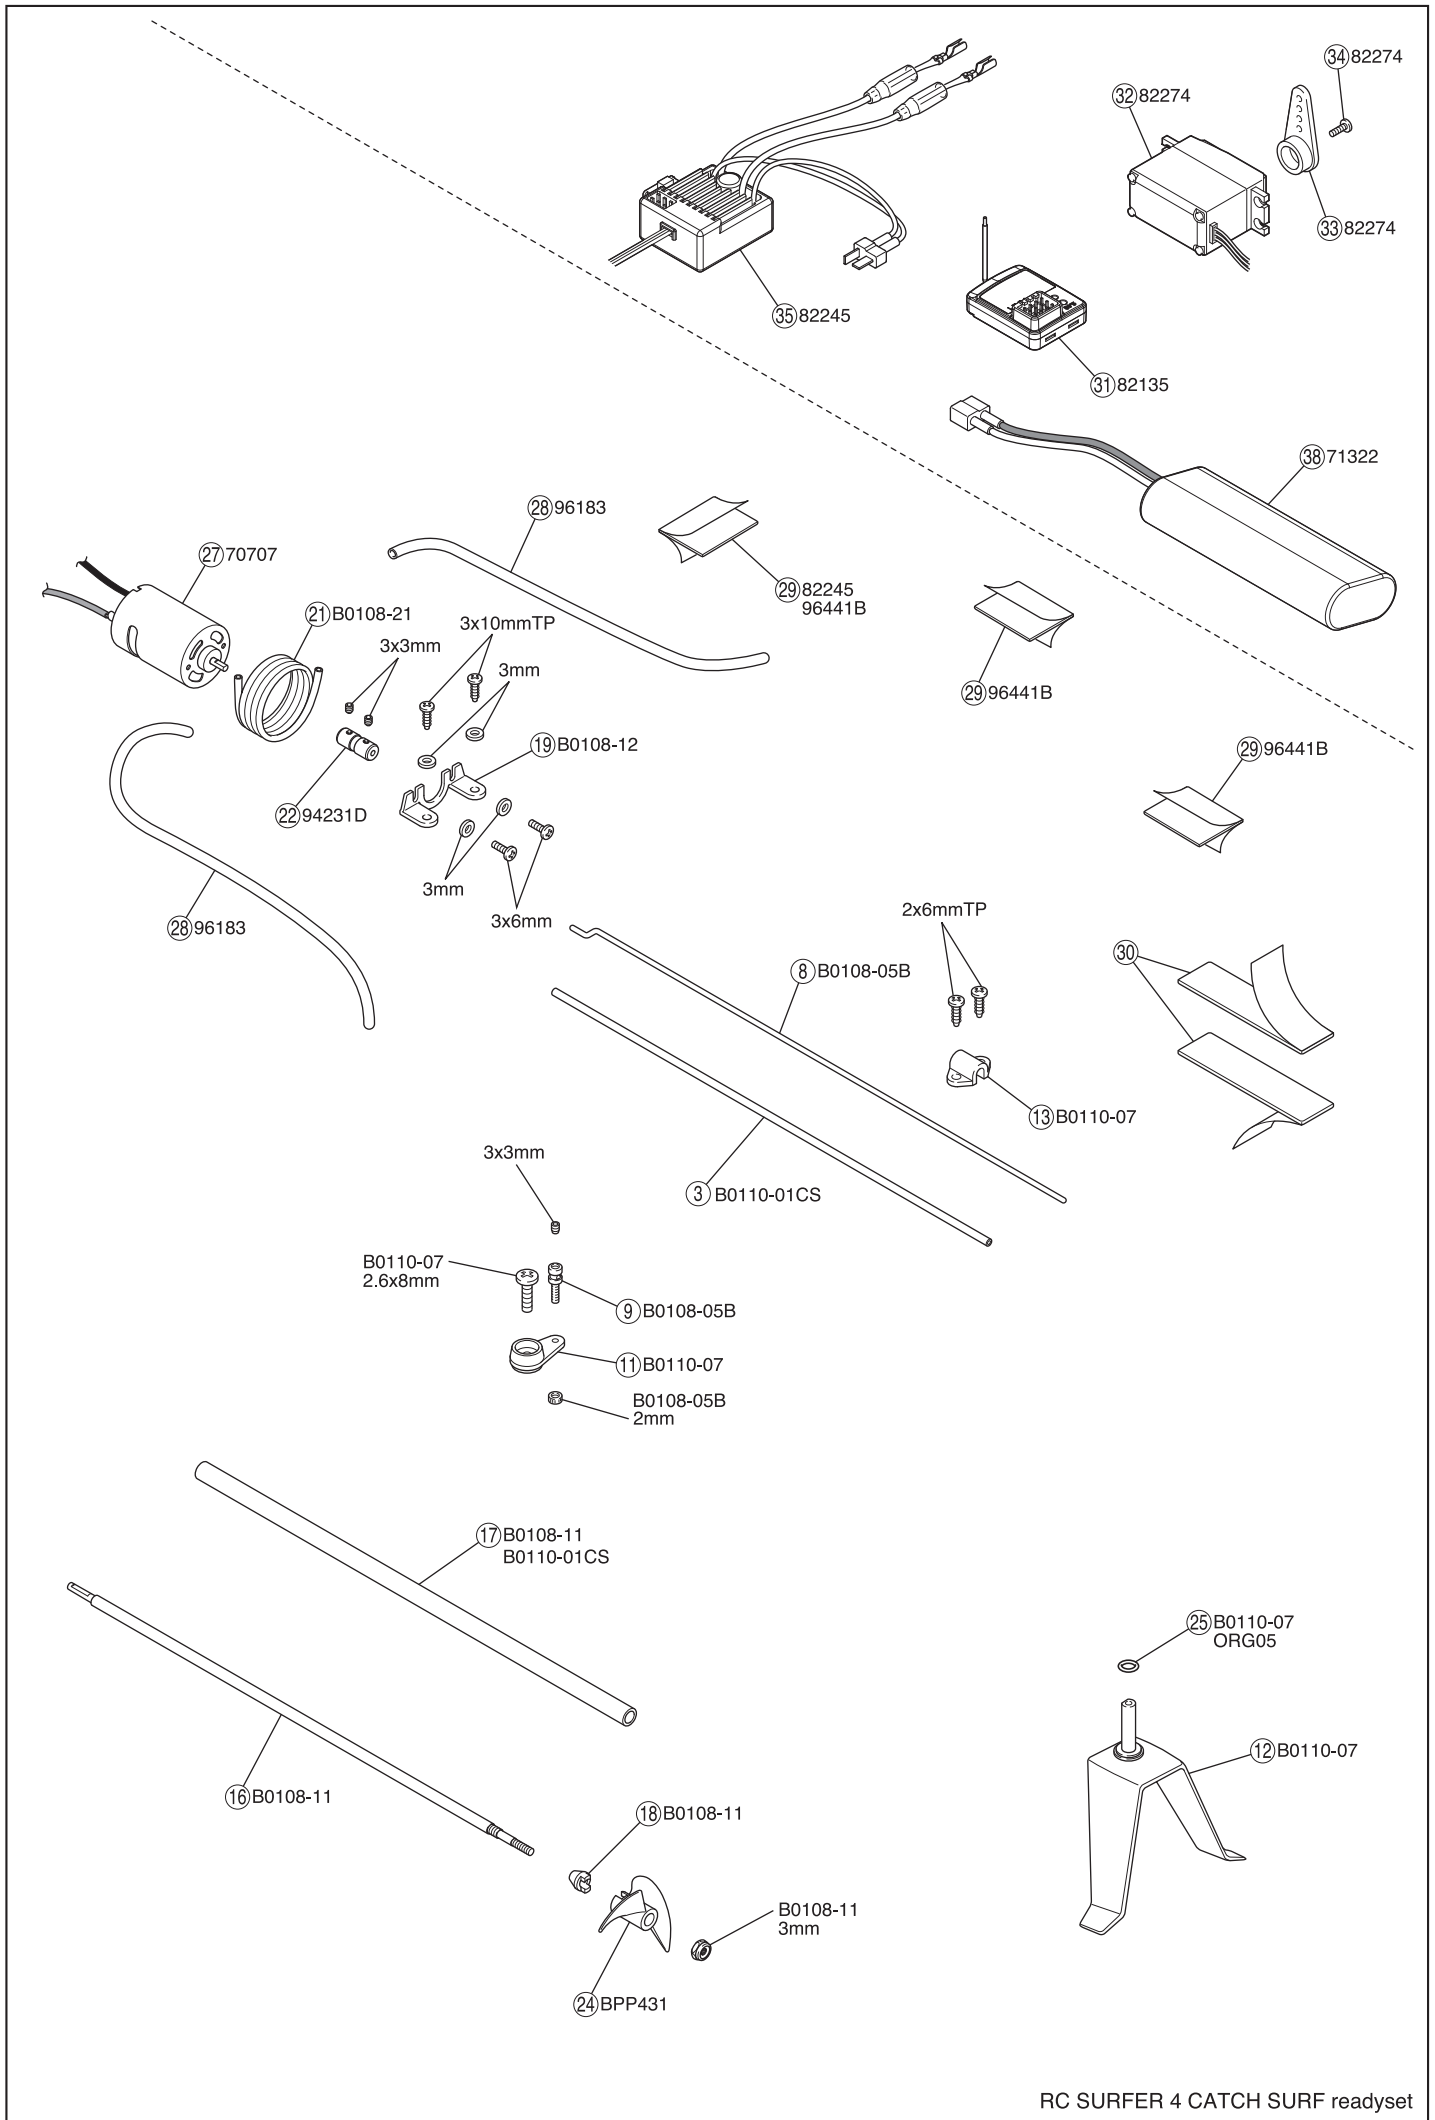 34 82274
32 82274
33 82274
35 82245
31 82135
38 71322
28 96183
27 70707
29 82245
96441B
21 B0108-21
3x10mmTP
3x3mm
3mm
29 96441B
19 B0108-12
29 96441B
22 94231D
3mm
3x6mm
28 96183
2x6mmTP
30
8 B0108-05B
13 B0110-07
3x3mm
3 B0110-01CS
B0110-07
2.6x8mm
9 B0108-05B
11 B0110-07
B0108-05B
2mm
17 B0108-11
B0110-01CS
25 B0110-07
ORG05
12 B0110-07
16 B0108-11
18 B0108-11
B0108-11
3mm
24 BPP431
RC SURFER 4 CATCH SURF readyset